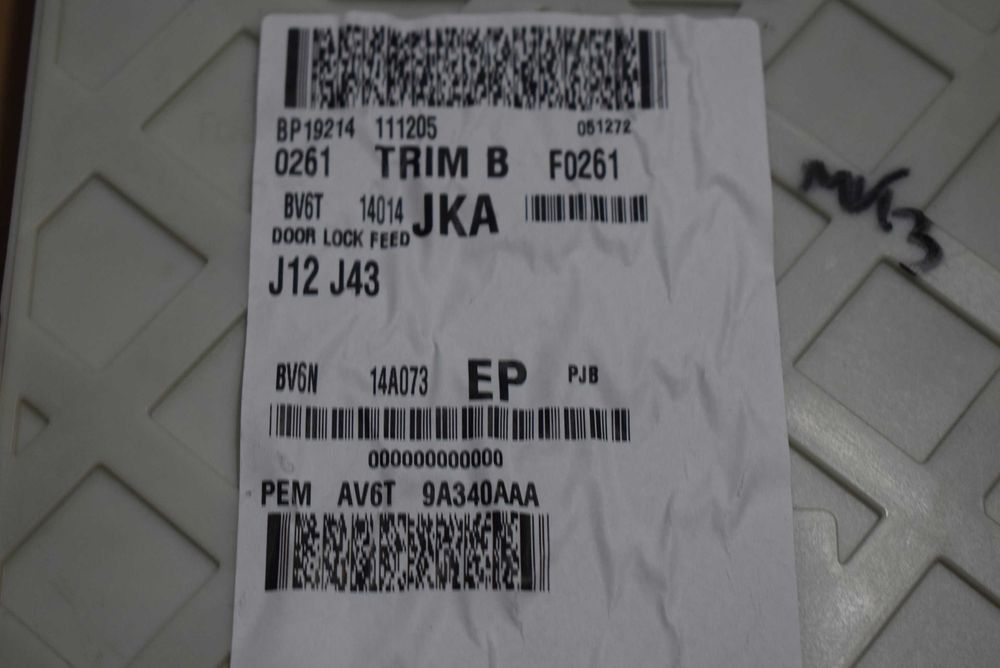 BP19214 111205 051272
0261 TRIM B F0261
BV6T 14014 JKA
DOOR LOCK FEED
J12 J43
BV6N 14A073 EP PJB
000000000000
PEM AV6T 9A340AAA